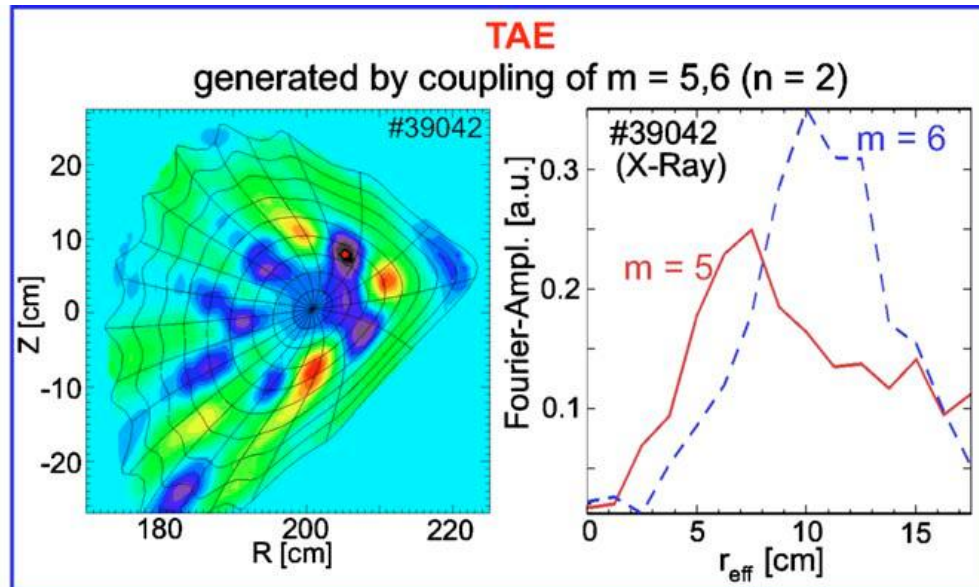 TAE
generated by coupling of m = 5,6 (n = 2)
#39042
20
10
0
-10
-20
Z [cm]
180
200
220
R [cm]
#39042
(X-Ray)
m = 6
m = 5
0.3
0.2
0.1
Fourier-Ampl. [a.u.]
0
5
10
15
r_eff [cm]